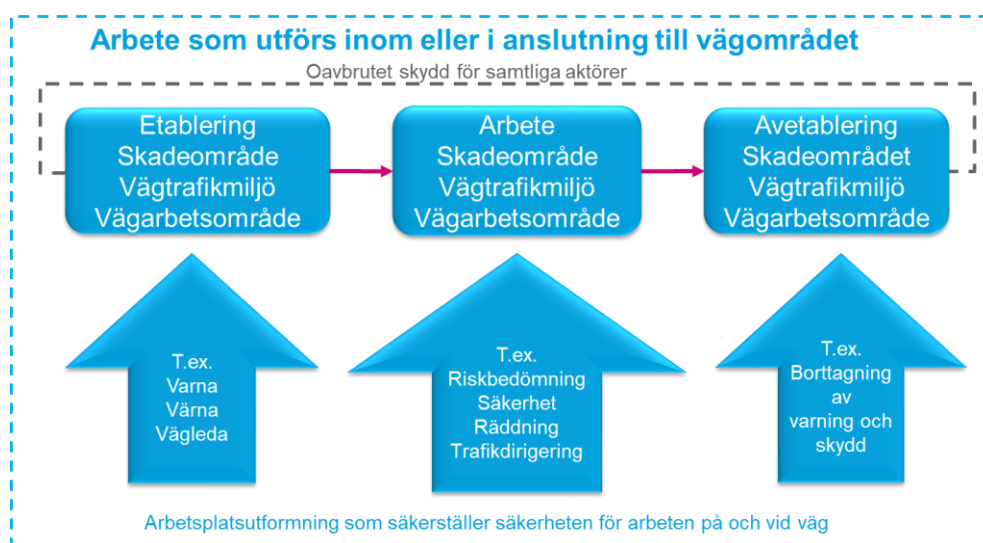 Arbete som utförs inom eller i anslutning till vägområdet
Oavbrutet skydd för samtliga aktörer
Etablering
Skadeområde
Vägtrafikmiljö
Vägarbetsområde
Arbete
Skadeområde
Vägtrafikmiljö
Vägarbetsområde
Avetablering
Skadeområdet
Vägtrafikmiljö
Vägarbetsområde
T.ex.
Varna
Värna
Vägleda
T.ex.
Riskbedömning
Säkerhet
Räddning
Trafikdirigering
T.ex.
Borttagning
av
varning och
skydd
Arbetsplatsutformning som säkerställer säkerheten för arbeten på och vid väg